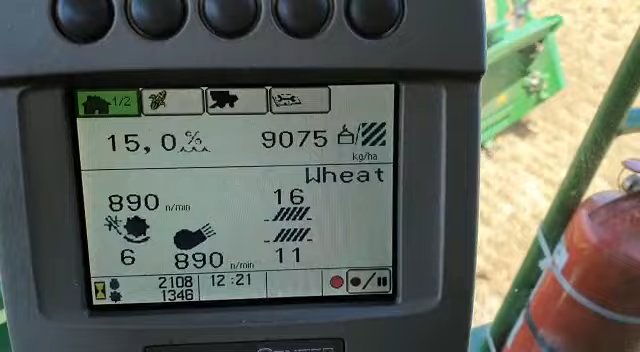 1/2
15,0%
9075
kg/ha
Wheat
890 n/min
16
6
890 n/min
11
2108
12:21
1346